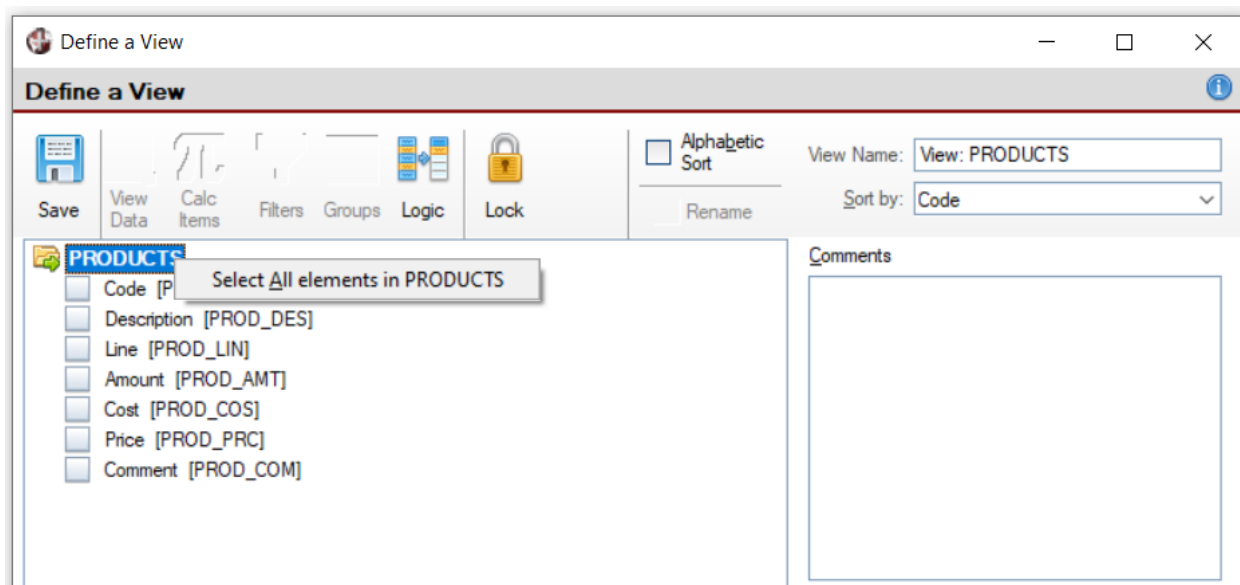 Define a View
Define a View
Save
View Data
Calc Items
Filters
Groups
Logic
Lock
Alphabetic Sort
Rename
View Name: View: PRODUCTS
Sort by: Code
PRODUCTS
Select All elements in PRODUCTS
Code [P
Description [PROD_DES]
Line [PROD_LIN]
Amount [PROD_AMT]
Cost [PROD_COS]
Price [PROD_PRC]
Comment [PROD_COM]
Comments